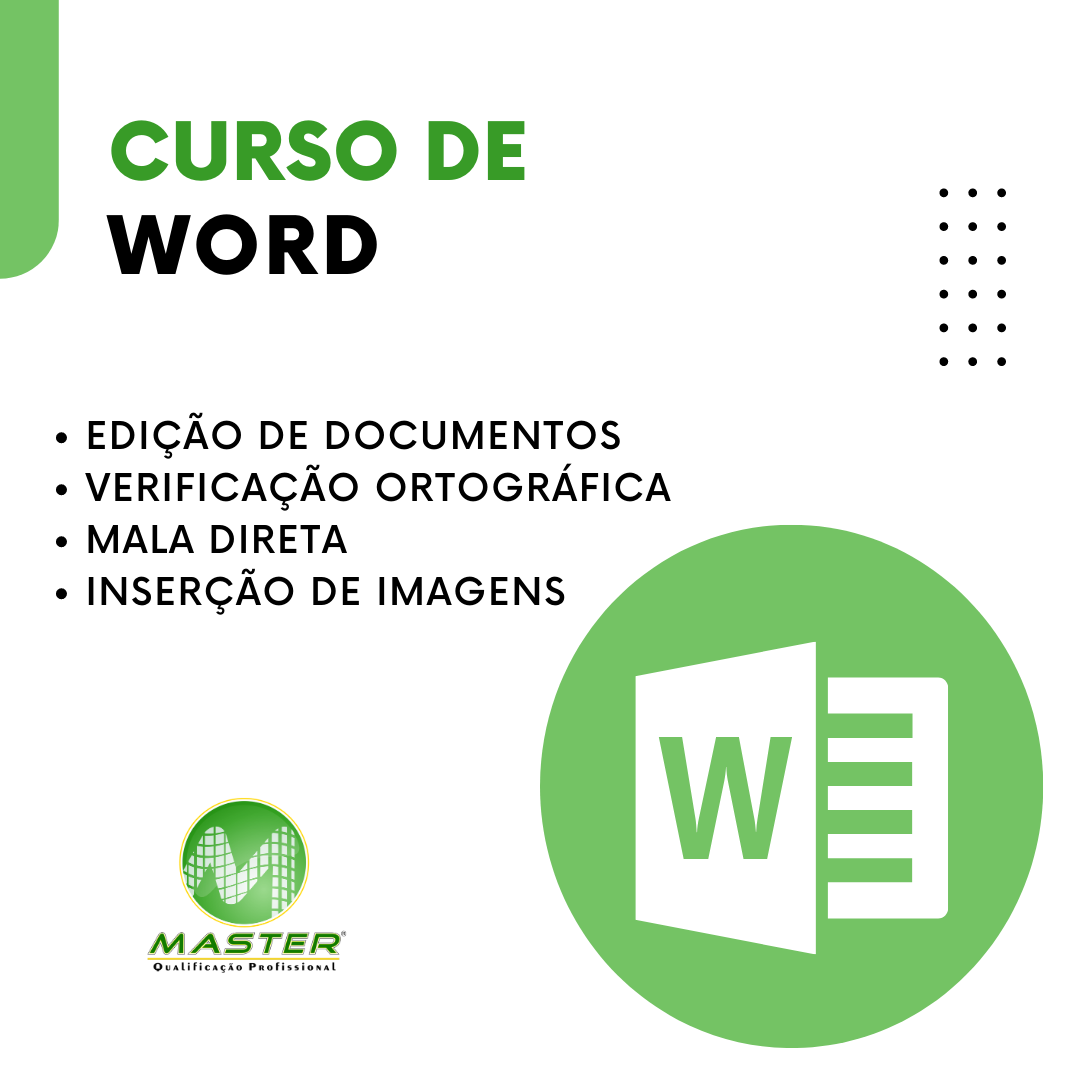 CURSO DE
WORD
• EDIÇÃO DE DOCUMENTOS
• VERIFICAÇÃO ORTOGRÁFICA
• MALA DIRETA
• INSERÇÃO DE IMAGENS
W
MASTER®
Qualificação Profissional